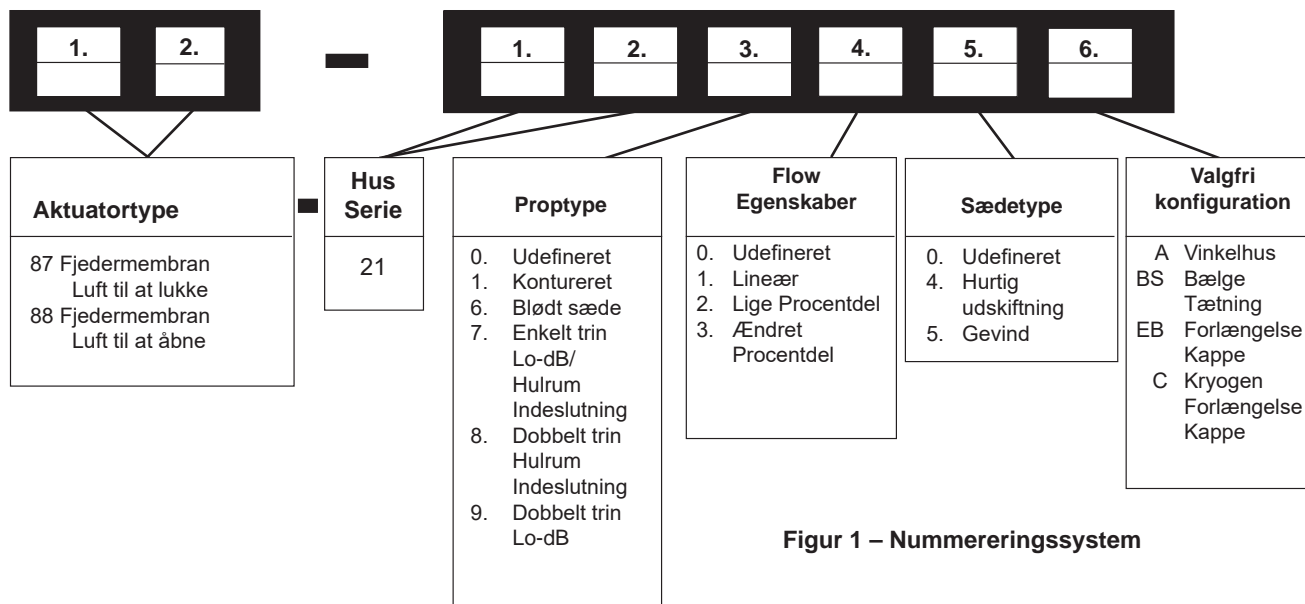 1. 2. 1. 2. 3. 4. 5. 6.
Aktuatortype
87 Fjedermembran
Luft til at lukke
88 Fjedermembran
Luft til at åbne
Hus
Serie
21
Proptype
0. Udefineret
1. Kontureret
6. Blødt sæde
7. Enkelt trin
Lo-dB/
Hulrum
Indeslutning
8. Dobbelt trin
Hulrum
Indeslutning
9. Dobbelt trin
Lo-dB
Flow
Egenskaber
0. Udefineret
1. Lineær
2. Lige Procentdel
3. Ændret
Procentdel
Sædetype
0. Udefineret
4. Hurtig
udskiftning
5. Gevind
Valgfri
konfiguration
A Vinkelhus
BS Bælge
Tætning
EB Forlængelse
Kappe
C Kryogen
Forlængelse
Kappe
Figur 1 – Nummereringssystem